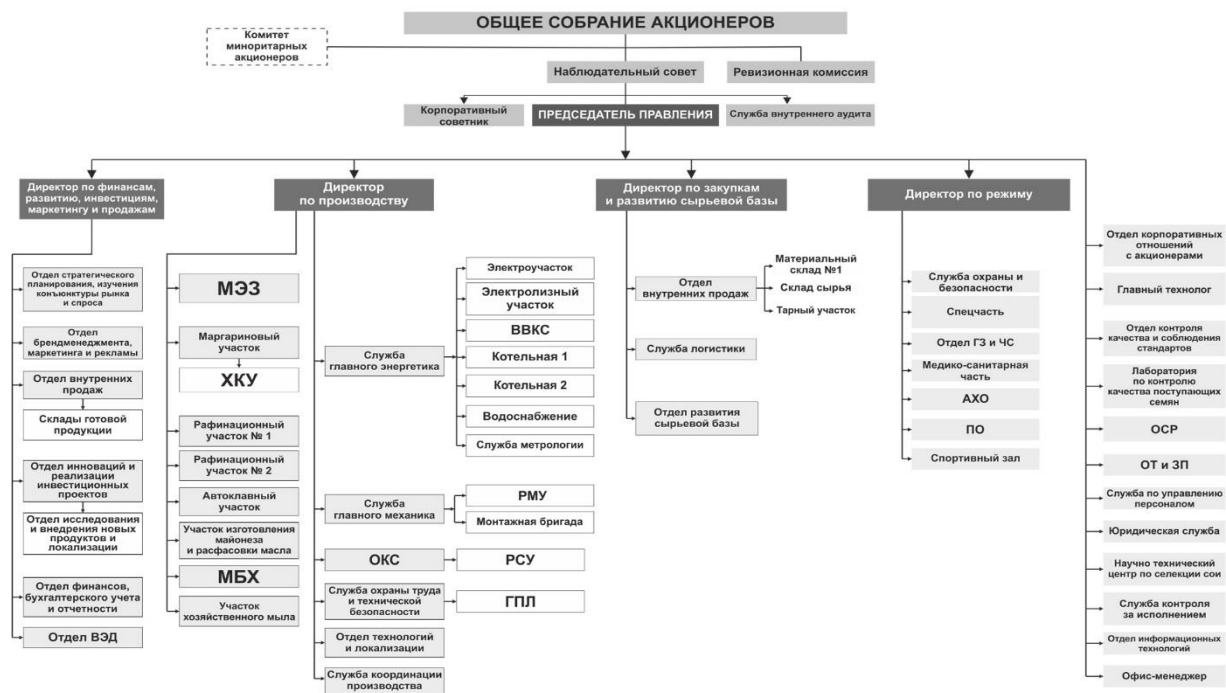 ОБЩЕЕ СОБРАНИЕ АКЦИОНЕРОВ
Комитет
миноритарных
акционеров
Наблюдательный совет
Ревизионная комиссия
Корпоративный
советник
ПРЕДСЕДАТЕЛЬ ПРАВЛЕНИЯ
Служба внутреннего аудита
Директор по финансам,
развитию, инвестициям,
маркетингу и продажам
Отдел стратегического
планирования, изучения
конъюнктуры рынка
и спроса
Отдел
брендменеджмента,
маркетинга и рекламы
Отдел внутренних
продаж
Склады готовой
продукции
Отдел инноваций и
реализации
инвестиционных
проектов
Отдел исследования
и внедрения новых
продуктов и
локализации
Отдел финансов,
бухгалтерского учета
и отчетности
Отдел ВЭД
Директор
по производству
МЭЗ
Маргариновый
участок
ХКУ
Рафинационный
участок № 1
Рафинационный
участок № 2
Автоклавный
участок
Участок изготовления
майонеза
и расфасовки масла
МБХ
Участок
хозяйственного мыла
Служба
главного энергетика
Электроучасток
Электролизный
участок
ВВКС
Котельная 1
Котельная 2
Водоснабжение
Служба метрологии
Служба
главного механика
РМУ
Монтажная бригада
ОКС
РСУ
Служба охраны труда
и технической
безопасности
ГПЛ
Отдел технологий
и локализации
Служба координации
производства
Директор по закупкам
и развитию сырьевой базы
Отдел
внутренних продаж
Материальный
склад №1
Склад сырья
Тарный участок
Служба логистики
Отдел развития
сырьевой базы
Директор по режиму
Служба охраны и
безопасности
Спецчасть
Отдел ГЗ и ЧС
Медико-санитарная
часть
АХО
ПО
Спортивный зал
Отдел корпоративных
отношений
с акционерами
Главный технолог
Отдел контроля
качества и соблюдения
стандартов
Лаборатория
по контролю
качества поступающих
семян
ОСР
ОТ и ЗП
Служба по управлению
персоналом
Юридическая служба
Научно технический
центр по селекции сои
Служба контроля
за исполнением
Отдел информационных
технологий
Офис-менеджер